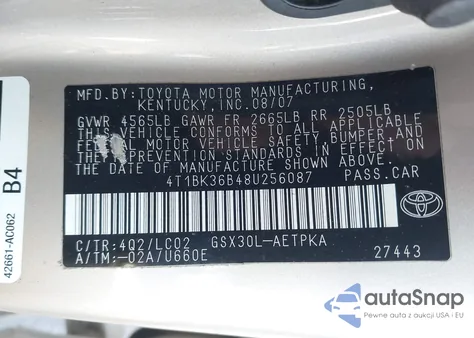 MFD.BY: TOYOTA MOTOR MANUFACTURING,
KENTUCKY, INC. 08/07
GVWR 4565LB GAWR FR 2665LB RR 2505LB
THIS VEHICLE CONFORMS TO ALL APPLICABLE
FEDERAL MOTOR VEHICLE SAFETY, BUMPER, AND
THEFT PREVENTION STANDARDS IN EFFECT ON
THE DATE OF MANUFACTURE SHOWN ABOVE.
4T1BK36B48U256087 PASS.CAR
C/TR: 4Q2/LC02 GSX30L-AETPKA
A/TM: -02A/U660E
27443
TOYOTA
42661-AC062
B4
autoSnap
Pewne auta z aukcji USA i EU